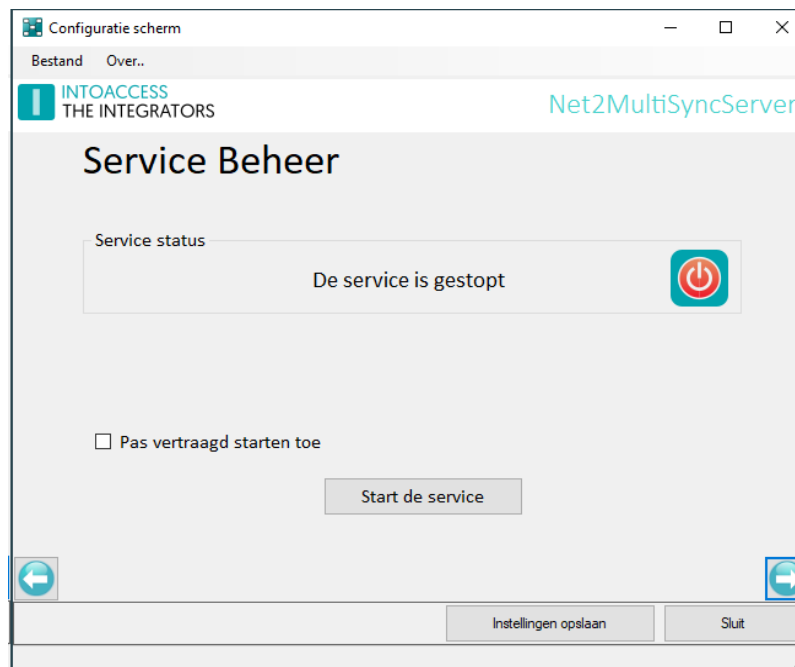 Configuratie scherm
Bestand Over..
INTOACCESS
THE INTEGRATORS
Net2MultiSyncServer
Service Beheer
Service status
De service is gestopt
Pas vertraagd starten toe
Start de service
Instellingen opslaan Sluit